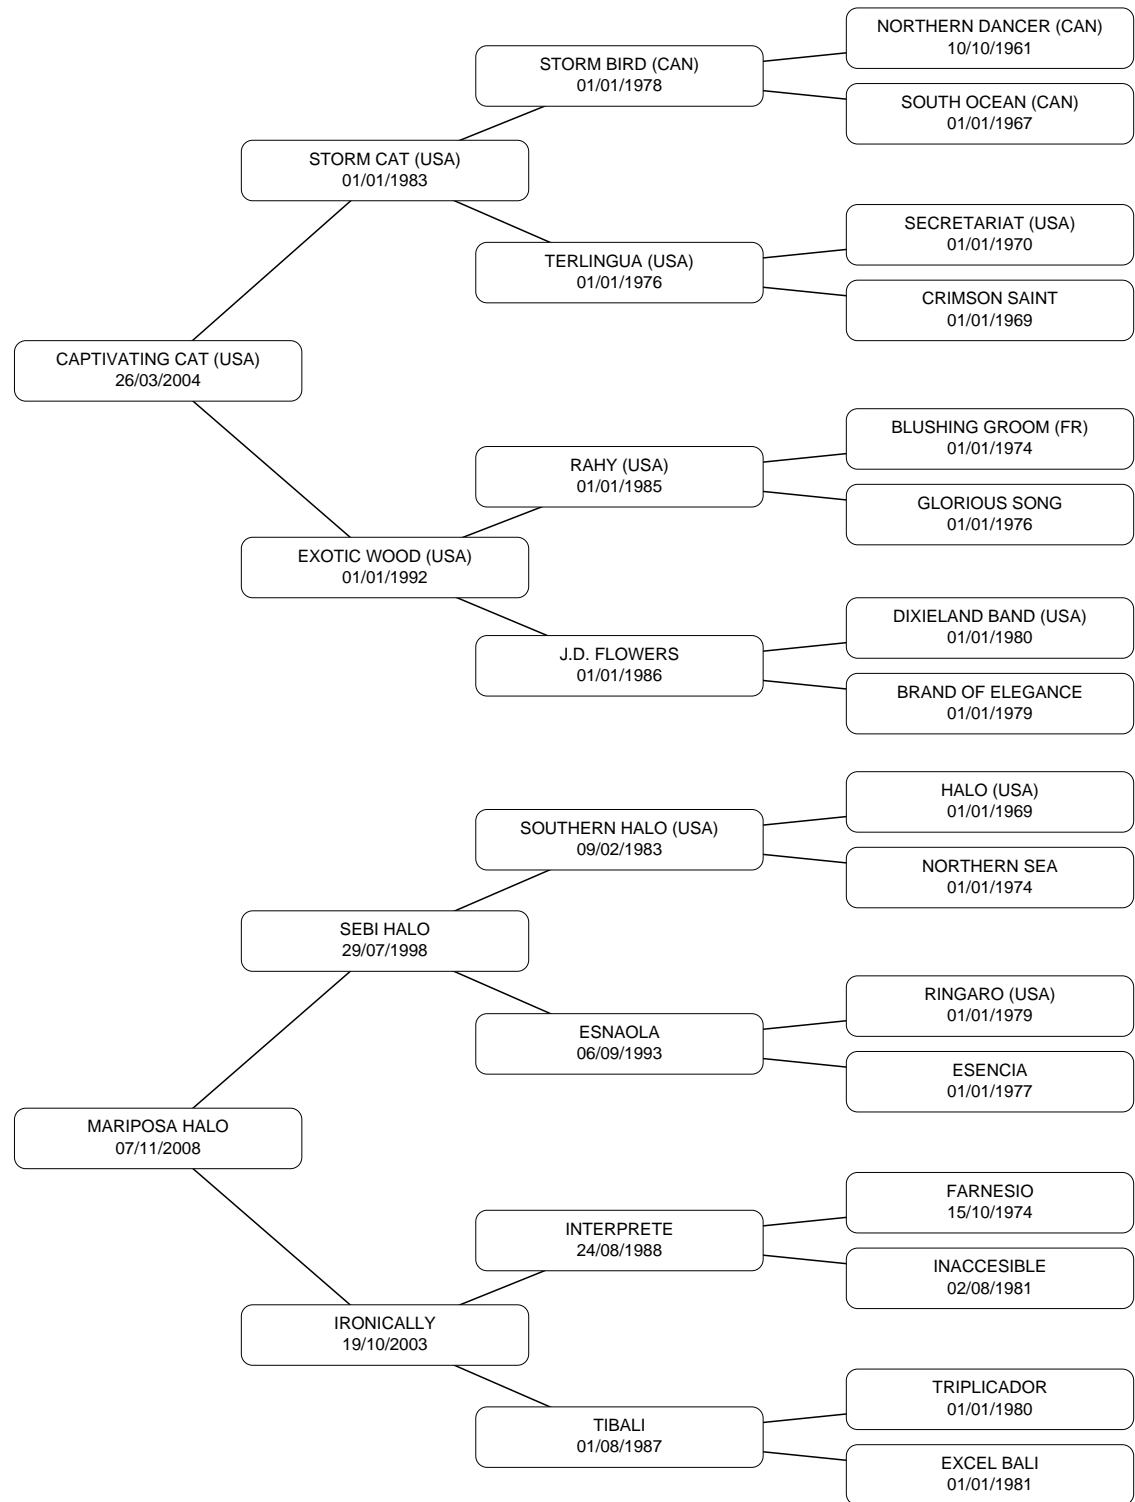 NORTHERN DANCER (CAN)
10/10/1961
STORM BIRD (CAN)
01/01/1978
SOUTH OCEAN (CAN)
01/01/1967
STORM CAT (USA)
01/01/1983
SECRETARIAT (USA)
01/01/1970
TERLINGUA (USA)
01/01/1976
CRIMSON SAINT
01/01/1969
CAPTIVATING CAT (USA)
26/03/2004
BLUSHING GROOM (FR)
01/01/1974
RAHY (USA)
01/01/1985
GLORIOUS SONG
01/01/1976
EXOTIC WOOD (USA)
01/01/1992
DIXIELAND BAND (USA)
01/01/1980
J.D. FLOWERS
01/01/1986
BRAND OF ELEGANCE
01/01/1979
HALO (USA)
01/01/1969
SOUTHERN HALO (USA)
09/02/1983
NORTHERN SEA
01/01/1974
SEBI HALO
29/07/1998
RINGARO (USA)
01/01/1979
ESNAOLA
06/09/1993
ESENCIA
01/01/1977
MARIPOSA HALO
07/11/2008
FARNESIO
15/10/1974
INTERPRETE
24/08/1988
INACCESIBLE
02/08/1981
IRONICALLY
19/10/2003
TRIPLICADOR
01/01/1980
TIBALI
01/08/1987
EXCEL BALI
01/01/1981